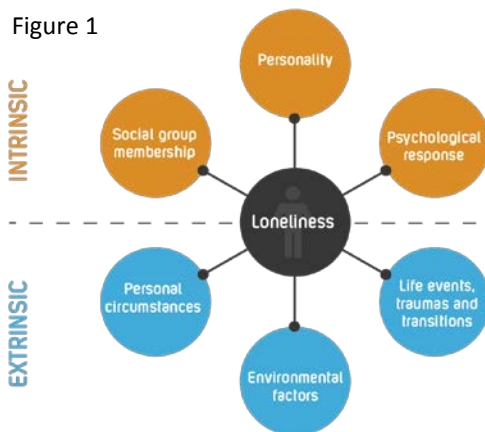 Figure 1
INTRINSIC
Personality
Social group
membership
Psychological
response
Loneliness
EXTRINSIC
Personal
circumstances
Life events,
traumas and
transitions
Environmental
factors